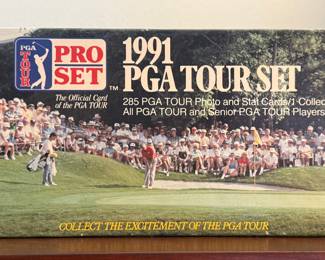 PGA
TOUR
PRO
SET
™
The Official Card
of the PGA TOUR
1991
PGA TOUR SET
285 PGA TOUR Photo and Stat Cards/1 Collec
All PGA TOUR and Senior PGA TOUR Players
COLLECT THE EXCITEMENT OF THE PGA TOUR